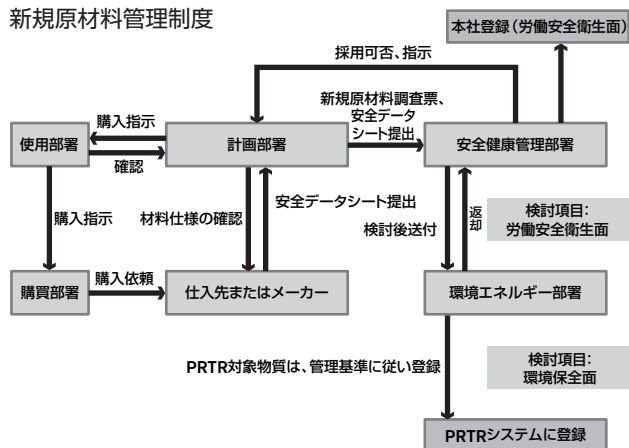 新規原材料管理制度
本社登録(労働安全衛生面)
採用可否、指示
新規原材料調査票、
安全データ
シート提出
購入指示
使用部署
計画部署
安全健康管理部署
確認
購入指示
材料仕様の確認
安全データシート提出
検討後送付
返却
検討項目:
労働安全衛生面
購買部署
購入依頼
仕入先またはメーカー
環境エネルギー部署
PRTR対象物質は、管理基準に従い登録
検討項目:
環境保全面
PRTRシステムに登録